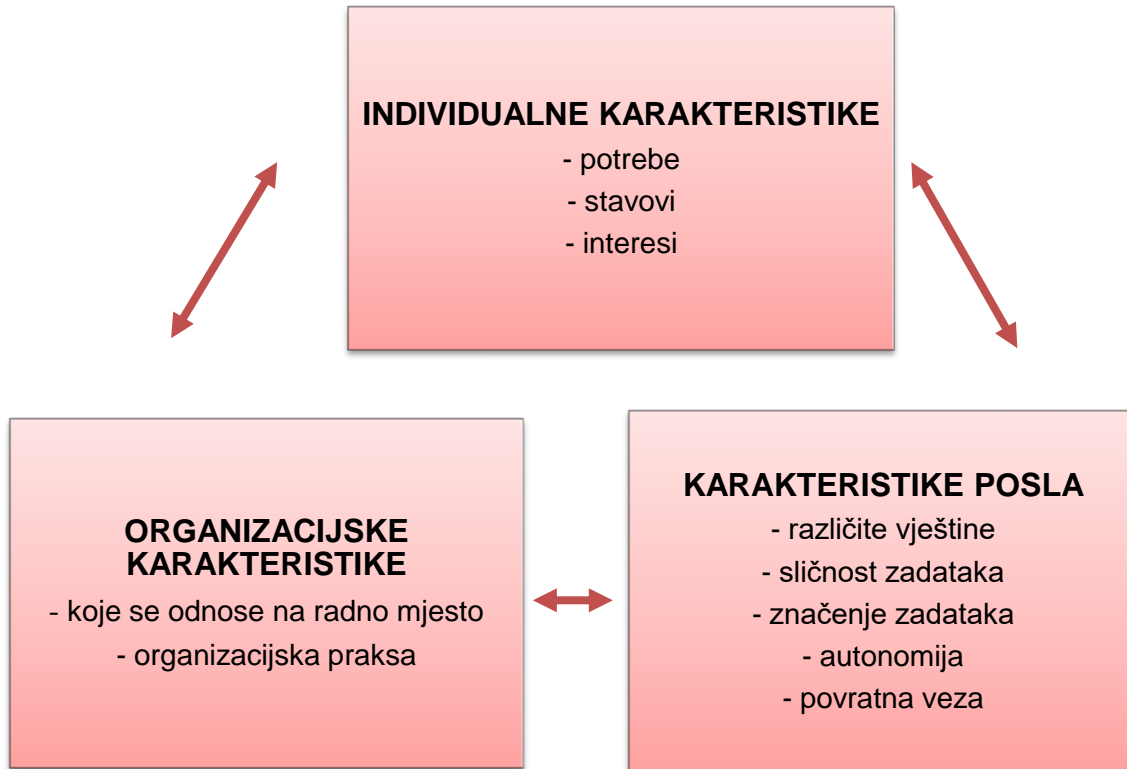 INDIVIDUALNE KARAKTERISTIKE
- potrebe
- stavovi
- interesi
ORGANIZACIJSKE
KARAKTERISTIKE
- koje se odnose na radno mjesto
- organizacijska praksa
KARAKTERISTIKE POSLA
- različite vještine
- sličnost zadataka
- značenje zadataka
- autonomija
- povratna veza